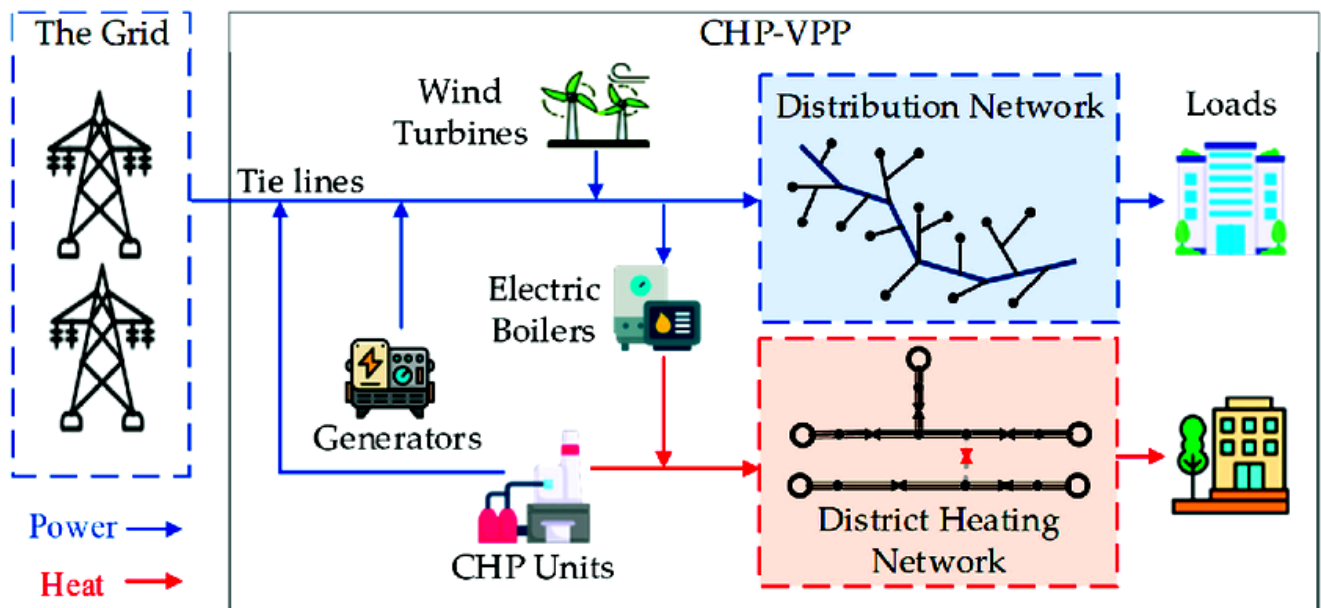 The Grid
CHP-VPP
Wind
Turbines
Distribution Network
Loads
Tie lines
Electric
Boilers
Generators
CHP Units
District Heating
Network
Power
Heat